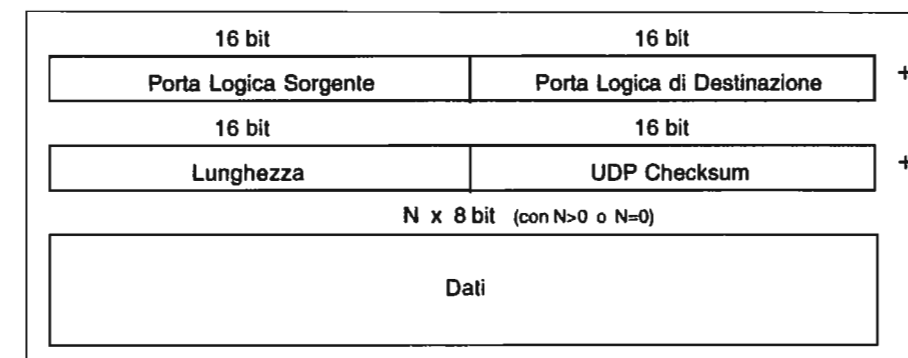 16 bit 16 bit
Porta Logica Sorgente Porta Logica di Destinazione +
16 bit 16 bit
Lunghezza UDP Checksum +
N x 8 bit (con N>0 o N=0)
Dati